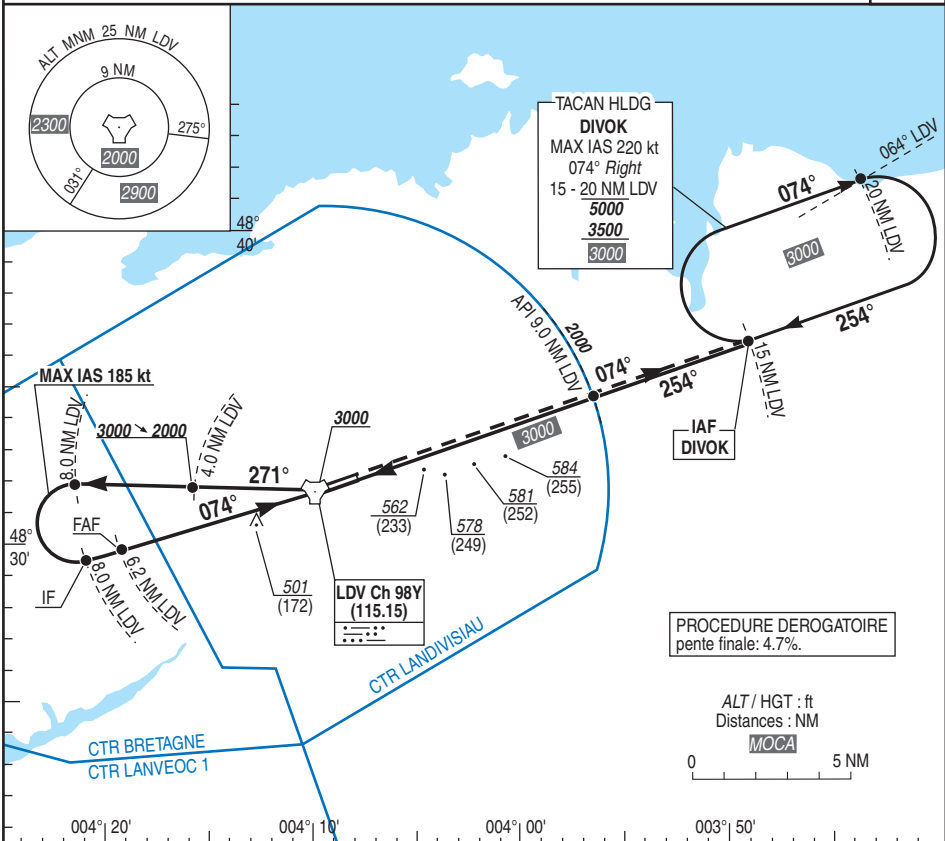 ALT MNM 25 NM LDV
9 NM
2300
275°
2000
031°
2900
48°
40'
TACAN HLDG
DIVOK
MAX IAS 220 kt
074° Right
15 - 20 NM LDV
5000
3500
3000
064° LDV
074°
20 NM LDV
3000
254°
15 NM LDV
IAF
DIVOK
API 9.0 NM LDV
2000
074°
254°
3000
MAX IAS 185 kt
8.0 NM LDV
3000 ➘ 2000
4.0 NM LDV
3000
271°
074°
FAF
48°
30'
IF
8.0 NM LDV
6.2 NM LDV
501
(172)
562
(233)
578
(249)
581
(252)
584
(255)
LDV Ch 98Y
(115.15)
CTR LANDIVISIAU
CTR BRETAGNE
CTR LANVEOC 1
PROCEDURE DEROGATOIRE
pente finale: 4.7%.
ALT / HGT : ft
Distances : NM
MOCA
0 5 NM
004° 20'
004° 10'
004° 00'
003° 50'